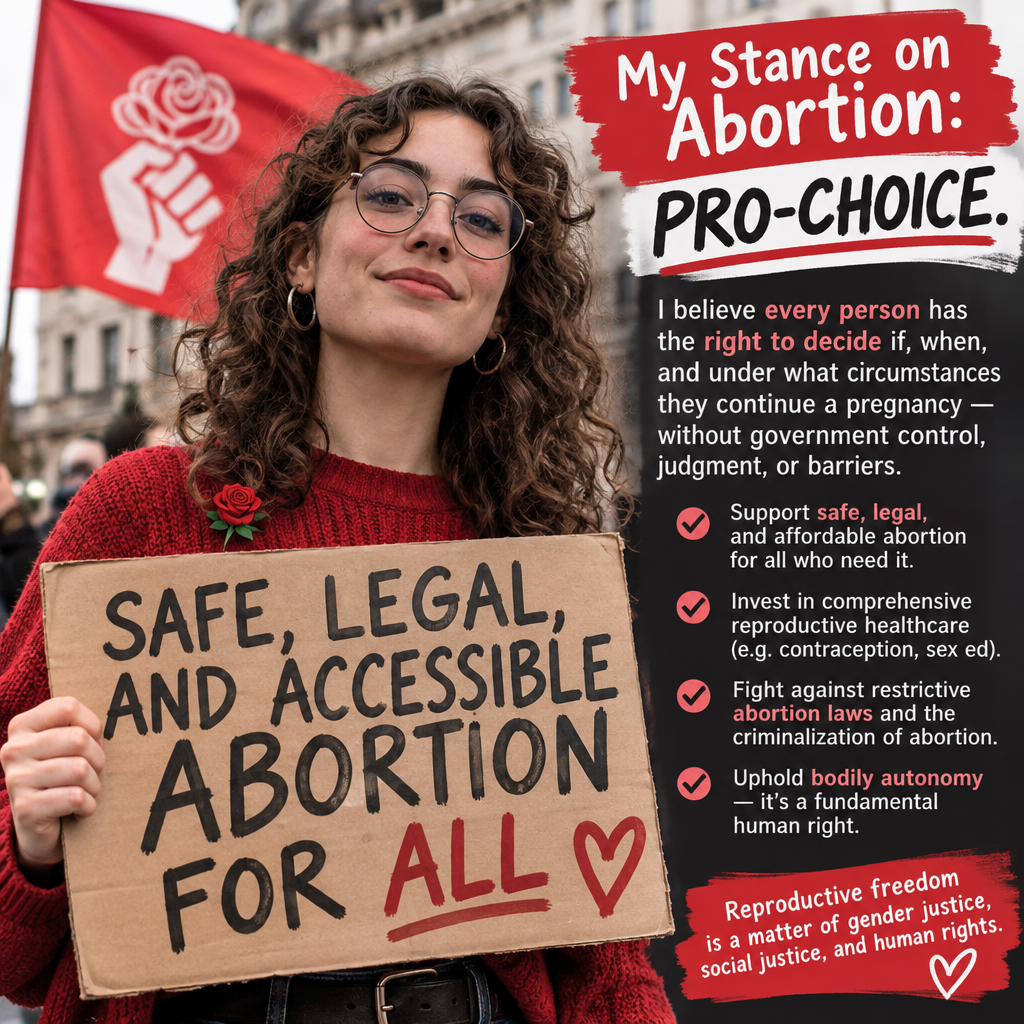 My Stance on
Abortion:
PRO-CHOICE.
I believe every person has
the right to decide if, when,
and under what circumstances
they continue a pregnancy —
without government control,
judgment, or barriers.
Support safe, legal,
and affordable abortion
for all who need it.
Invest in comprehensive
reproductive healthcare
(e.g. contraception, sex ed).
Fight against restrictive
abortion laws and the
criminalization of abortion.
Uphold bodily autonomy
— it's a fundamental
human right.
Reproductive freedom
is a matter of gender justice,
social justice, and human rights.
SAFE, LEGAL,
AND ACCESSIBLE
ABORTION
FOR ALL